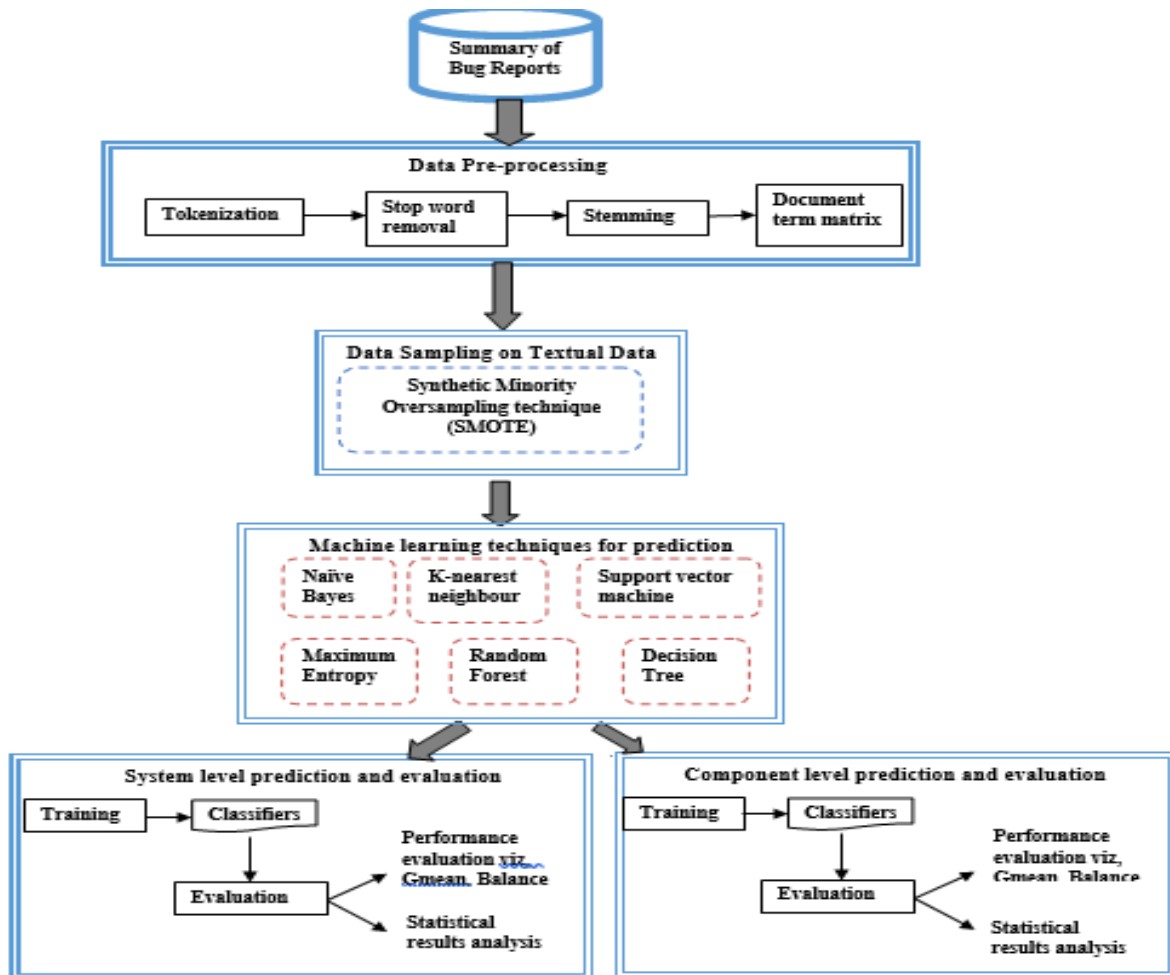 Summary of
Bug Reports
Data Pre-processing
Tokenization
Stop word
removal
Stemming
Document
term matrix
Data Sampling on Textual Data
Synthetic Minority
Oversampling technique
(SMOTE)
Machine learning techniques for prediction
Naïve
Bayes
K-nearest
neighbour
Support vector
machine
Maximum
Entropy
Random
Forest
Decision
Tree
System level prediction and evaluation
Training
Classifiers
Performance
evaluation viz,
Gmean, Balance
Evaluation
Statistical
results analysis
Component level prediction and evaluation
Training
Classifiers
Performance
evaluation viz,
Gmean, Balance
Evaluation
Statistical
results analysis